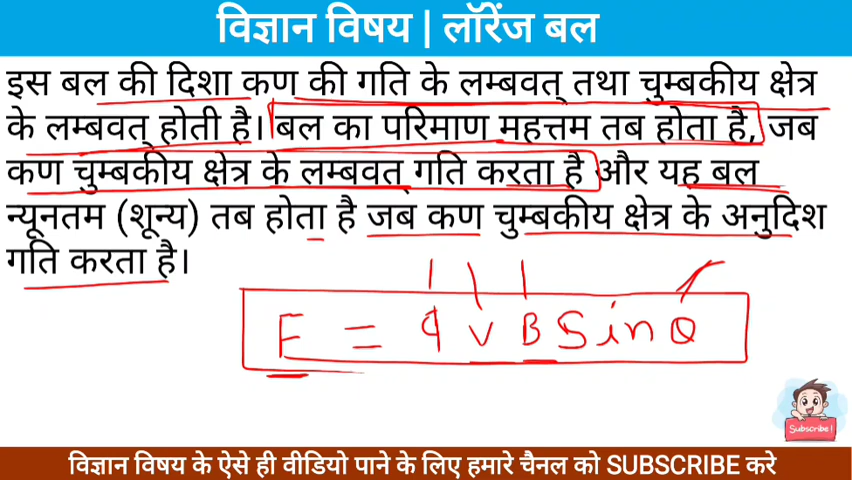 विज्ञान विषय | लॉरेंज बल
इस बल की दिशा कण की गति के लम्बवत् तथा चुम्बकीय क्षेत्र
के लम्बवत् होती है। बल का परिमाण महत्तम तब होता है, जब
कण चुम्बकीय क्षेत्र के लम्बवत् गति करता है और यह बल
न्यूनतम (शून्य) तब होता है जब कण चुम्बकीय क्षेत्र के अनुदिश
गति करता है।
F = q v B Sinθ
Subscribe!
विज्ञान विषय के ऐसे ही वीडियो पाने के लिए हमारे चैनल को SUBSCRIBE करे